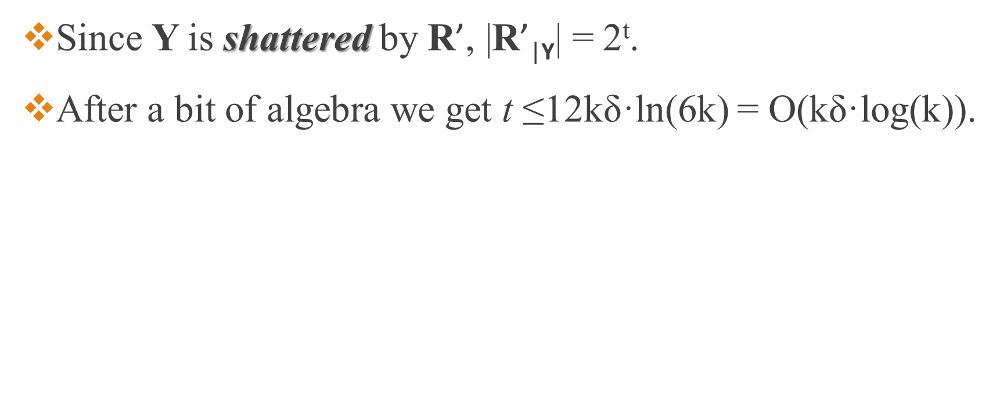 ❖Since Y is shattered by R′, |R′|Y| = 2ᵗ.
❖After a bit of algebra we get t ≤12kδ·ln(6k) = O(kδ·log(k)).